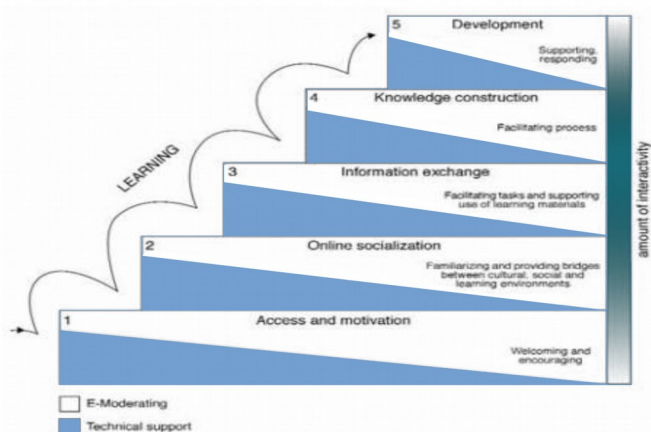 5 Development
Supporting,
responding
4 Knowledge construction
Facilitating process
LEARNING
3 Information exchange
Facilitating tasks and supporting
use of learning materials
2 Online socialization
Familiarizing and providing bridges
between cultural, social and
learning environments
1 Access and motivation
Welcoming and
encouraging
amount of interactivity
E-Moderating
Technical support